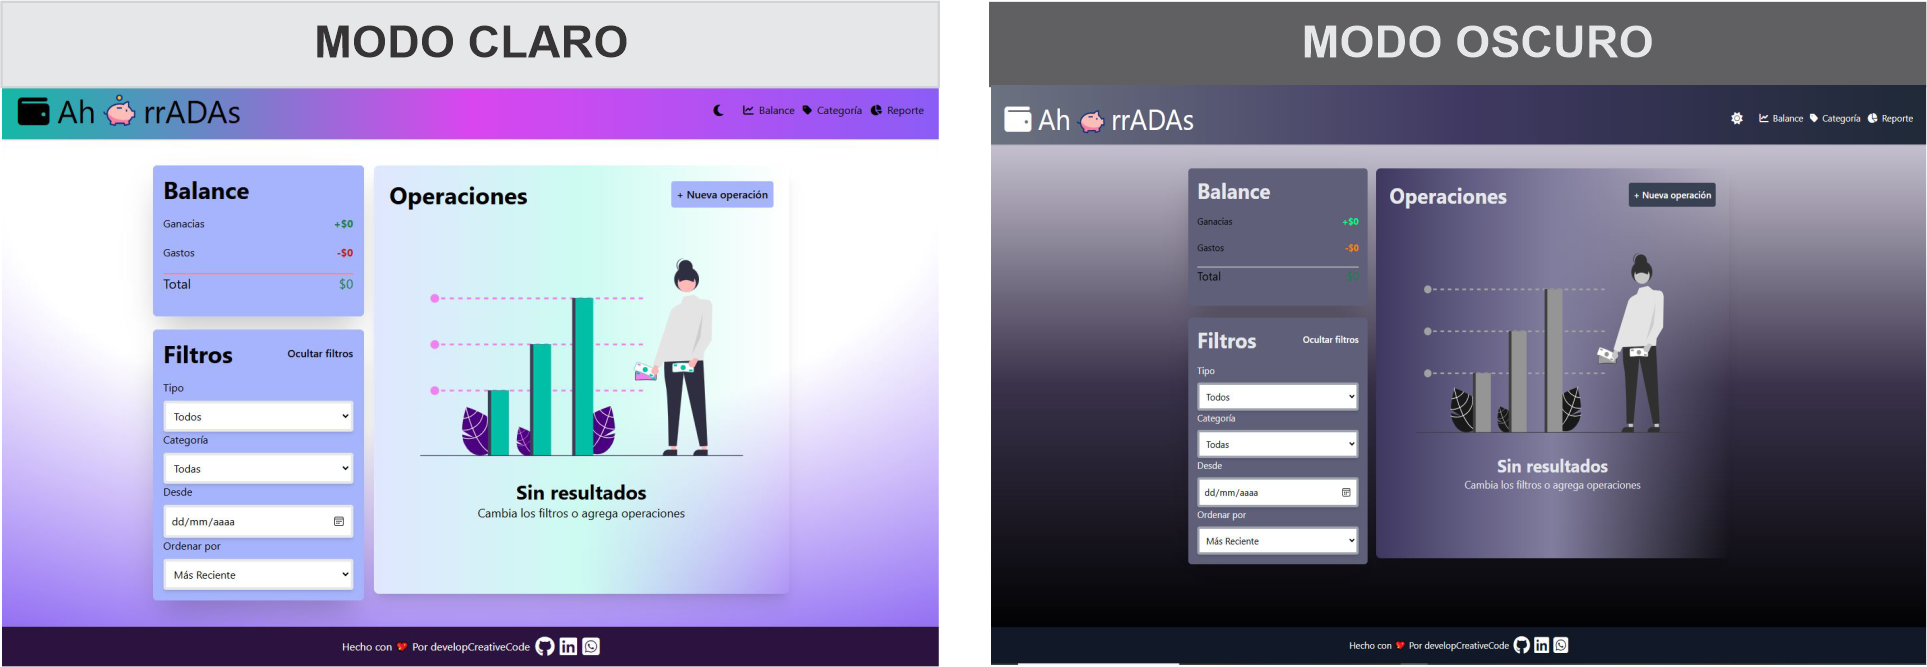 MODO CLARO
Ah rrADAs
Balance Categoría Reporte
Balance
Ganacias +$0
Gastos -$0
Total $0
Filtros Ocultar filtros
Tipo
Todos
Categoría
Todas
Desde
dd/mm/aaaa
Ordenar por
Más Reciente
Operaciones + Nueva operación
Sin resultados
Cambia los filtros o agrega operaciones
Hecho con Por developCreativeCode in
MODO OSCURO
Ah rrADAs
Balance Categoría Reporte
Balance
Ganacias +$0
Gastos -$0
Total $0
Filtros Ocultar filtros
Tipo
Todos
Categoría
Todas
Desde
dd/mm/aaaa
Ordenar por
Más Reciente
Operaciones + Nueva operación
Sin resultados
Cambia los filtros o agrega operaciones
Hecho con Por developCreativeCode in